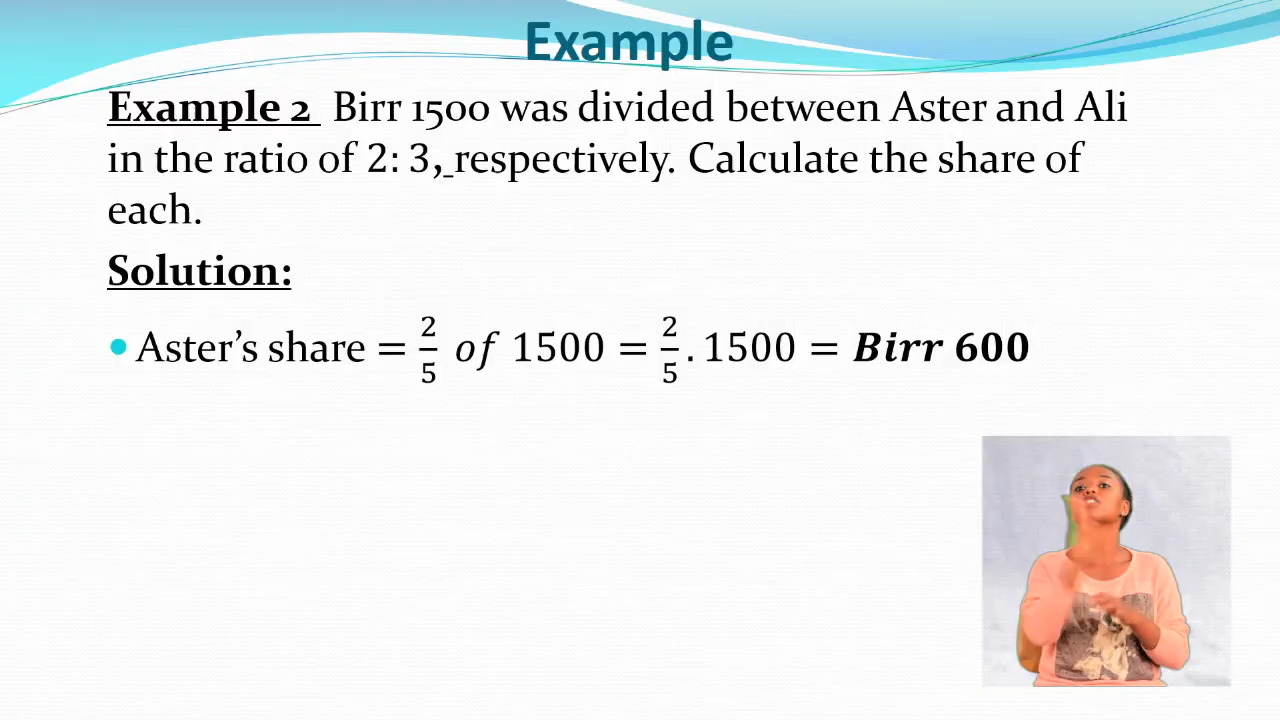 Example
Example 2 Birr 1500 was divided between Aster and Ali
in the ratio of 2: 3, respectively. Calculate the share of
each.
Solution:
• Aster’s share = 2/5 of 1500 = 2/5 . 1500 = Birr 600